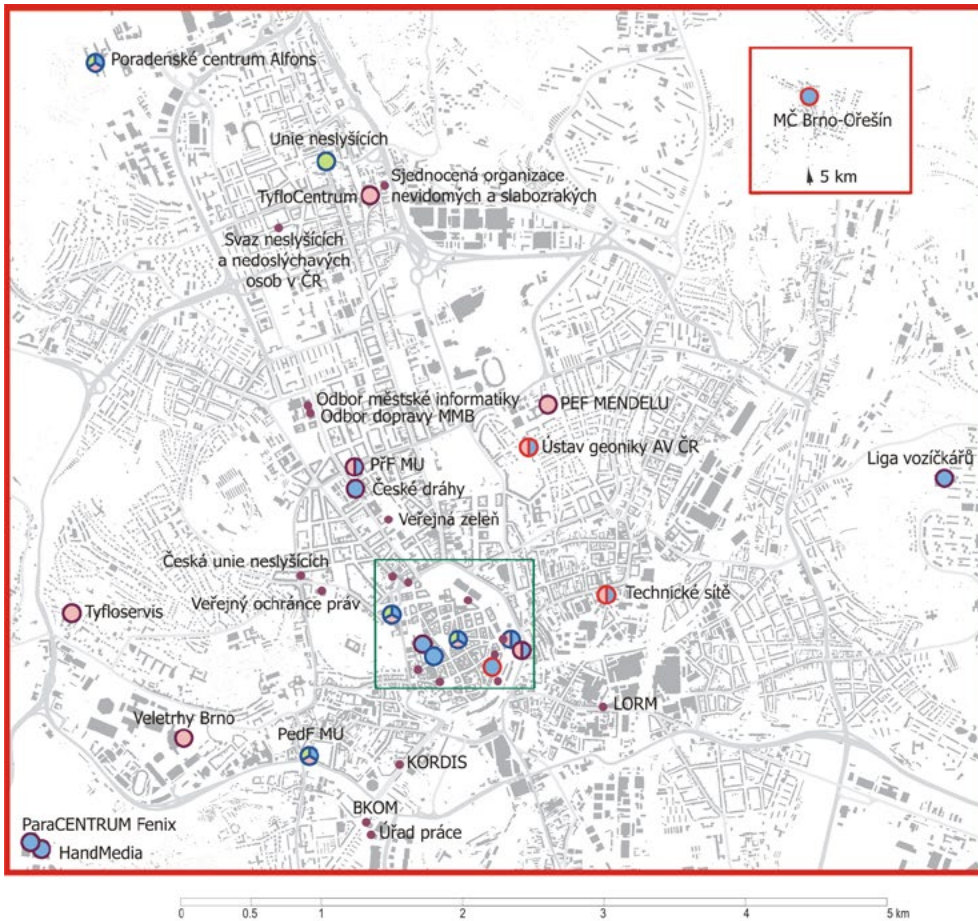 Poradenské centrum Alfons
MČ Brno-Ořešín
5 km
Unie neslyšících
Sjednocená organizace
nevidomých a slabozrakých
TyfloCentrum
Svaz neslyšících
a nedoslychavých
osob v ČR
Odbor městské informatiky
Odbor dopravy MMB
PEF MENDELU
Ústav geoniky AV ČR
PřF MU
Liga vozíčkářů
České dráhy
Veřejná zeleň
Česká unie neslyšících
Veřejný ochránce práv
Technické sítě
Tyfloservis
LORM
Veletrhy Brno
PedF MU
KORDIS
BKOM
Úřad práce
ParaCENTRUM Fenix
HandMedia
0 0.5 1 2 3 4 5 km